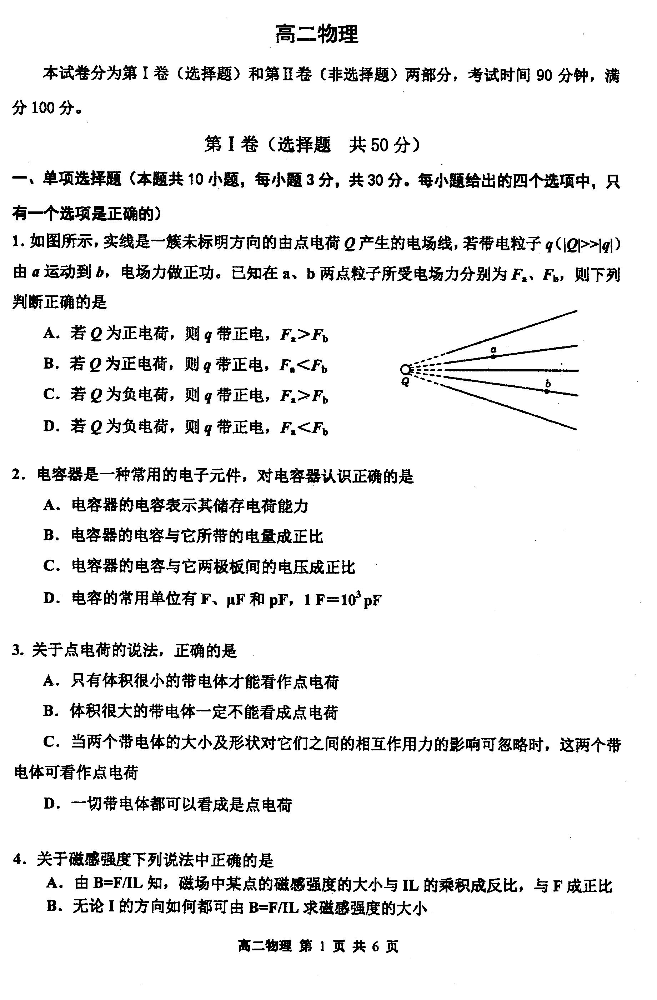 高二物理
本试卷分为第Ⅰ卷（选择题）和第Ⅱ卷（非选择题）两部分，考试时间 90 分钟，满
分 100 分。
第Ⅰ卷（选择题 共 50 分）
一、单项选择题（本题共 10 小题，每小题 3 分，共 30 分。每小题给出的四个选项中，只
有一个选项是正确的）
1. 如图所示，实线是一簇未标明方向的由点电荷 Q 产生的电场线，若带电粒子 q（|Q|>>|q|）
由 a 运动到 b，电场力做正功。已知在 a、b 两点粒子所受电场力分别为 Fa、Fb，则下列
判断正确的是
A．若 Q 为正电荷，则 q 带正电，Fa＞Fb
B．若 Q 为正电荷，则 q 带正电，Fa＜Fb
C．若 Q 为负电荷，则 q 带正电，Fa＞Fb
D．若 Q 为负电荷，则 q 带正电，Fa＜Fb
a
Q
b
2．电容器是一种常用的电子元件，对电容器认识正确的是
A．电容器的电容表示其储存电荷能力
B．电容器的电容与它所带的电量成正比
C．电容器的电容与它两极板间的电压成正比
D．电容的常用单位有 F、μF 和 pF，1 F＝10³ pF
3. 关于点电荷的说法，正确的是
A．只有体积很小的带电体才能看作点电荷
B．体积很大的带电体一定不能看成点电荷
C．当两个带电体的大小及形状对它们之间的相互作用力的影响可忽略时，这两个带
电体可看作点电荷
D．一切带电体都可以看成是点电荷
4．关于磁感强度下列说法中正确的是
A．由 B=F/IL 知，磁场中某点的磁感强度的大小与 IL 的乘积成反比，与 F 成正比
B．无论 I 的方向如何都可由 B=F/IL 求磁感强度的大小
高二物理 第 1 页 共 6 页